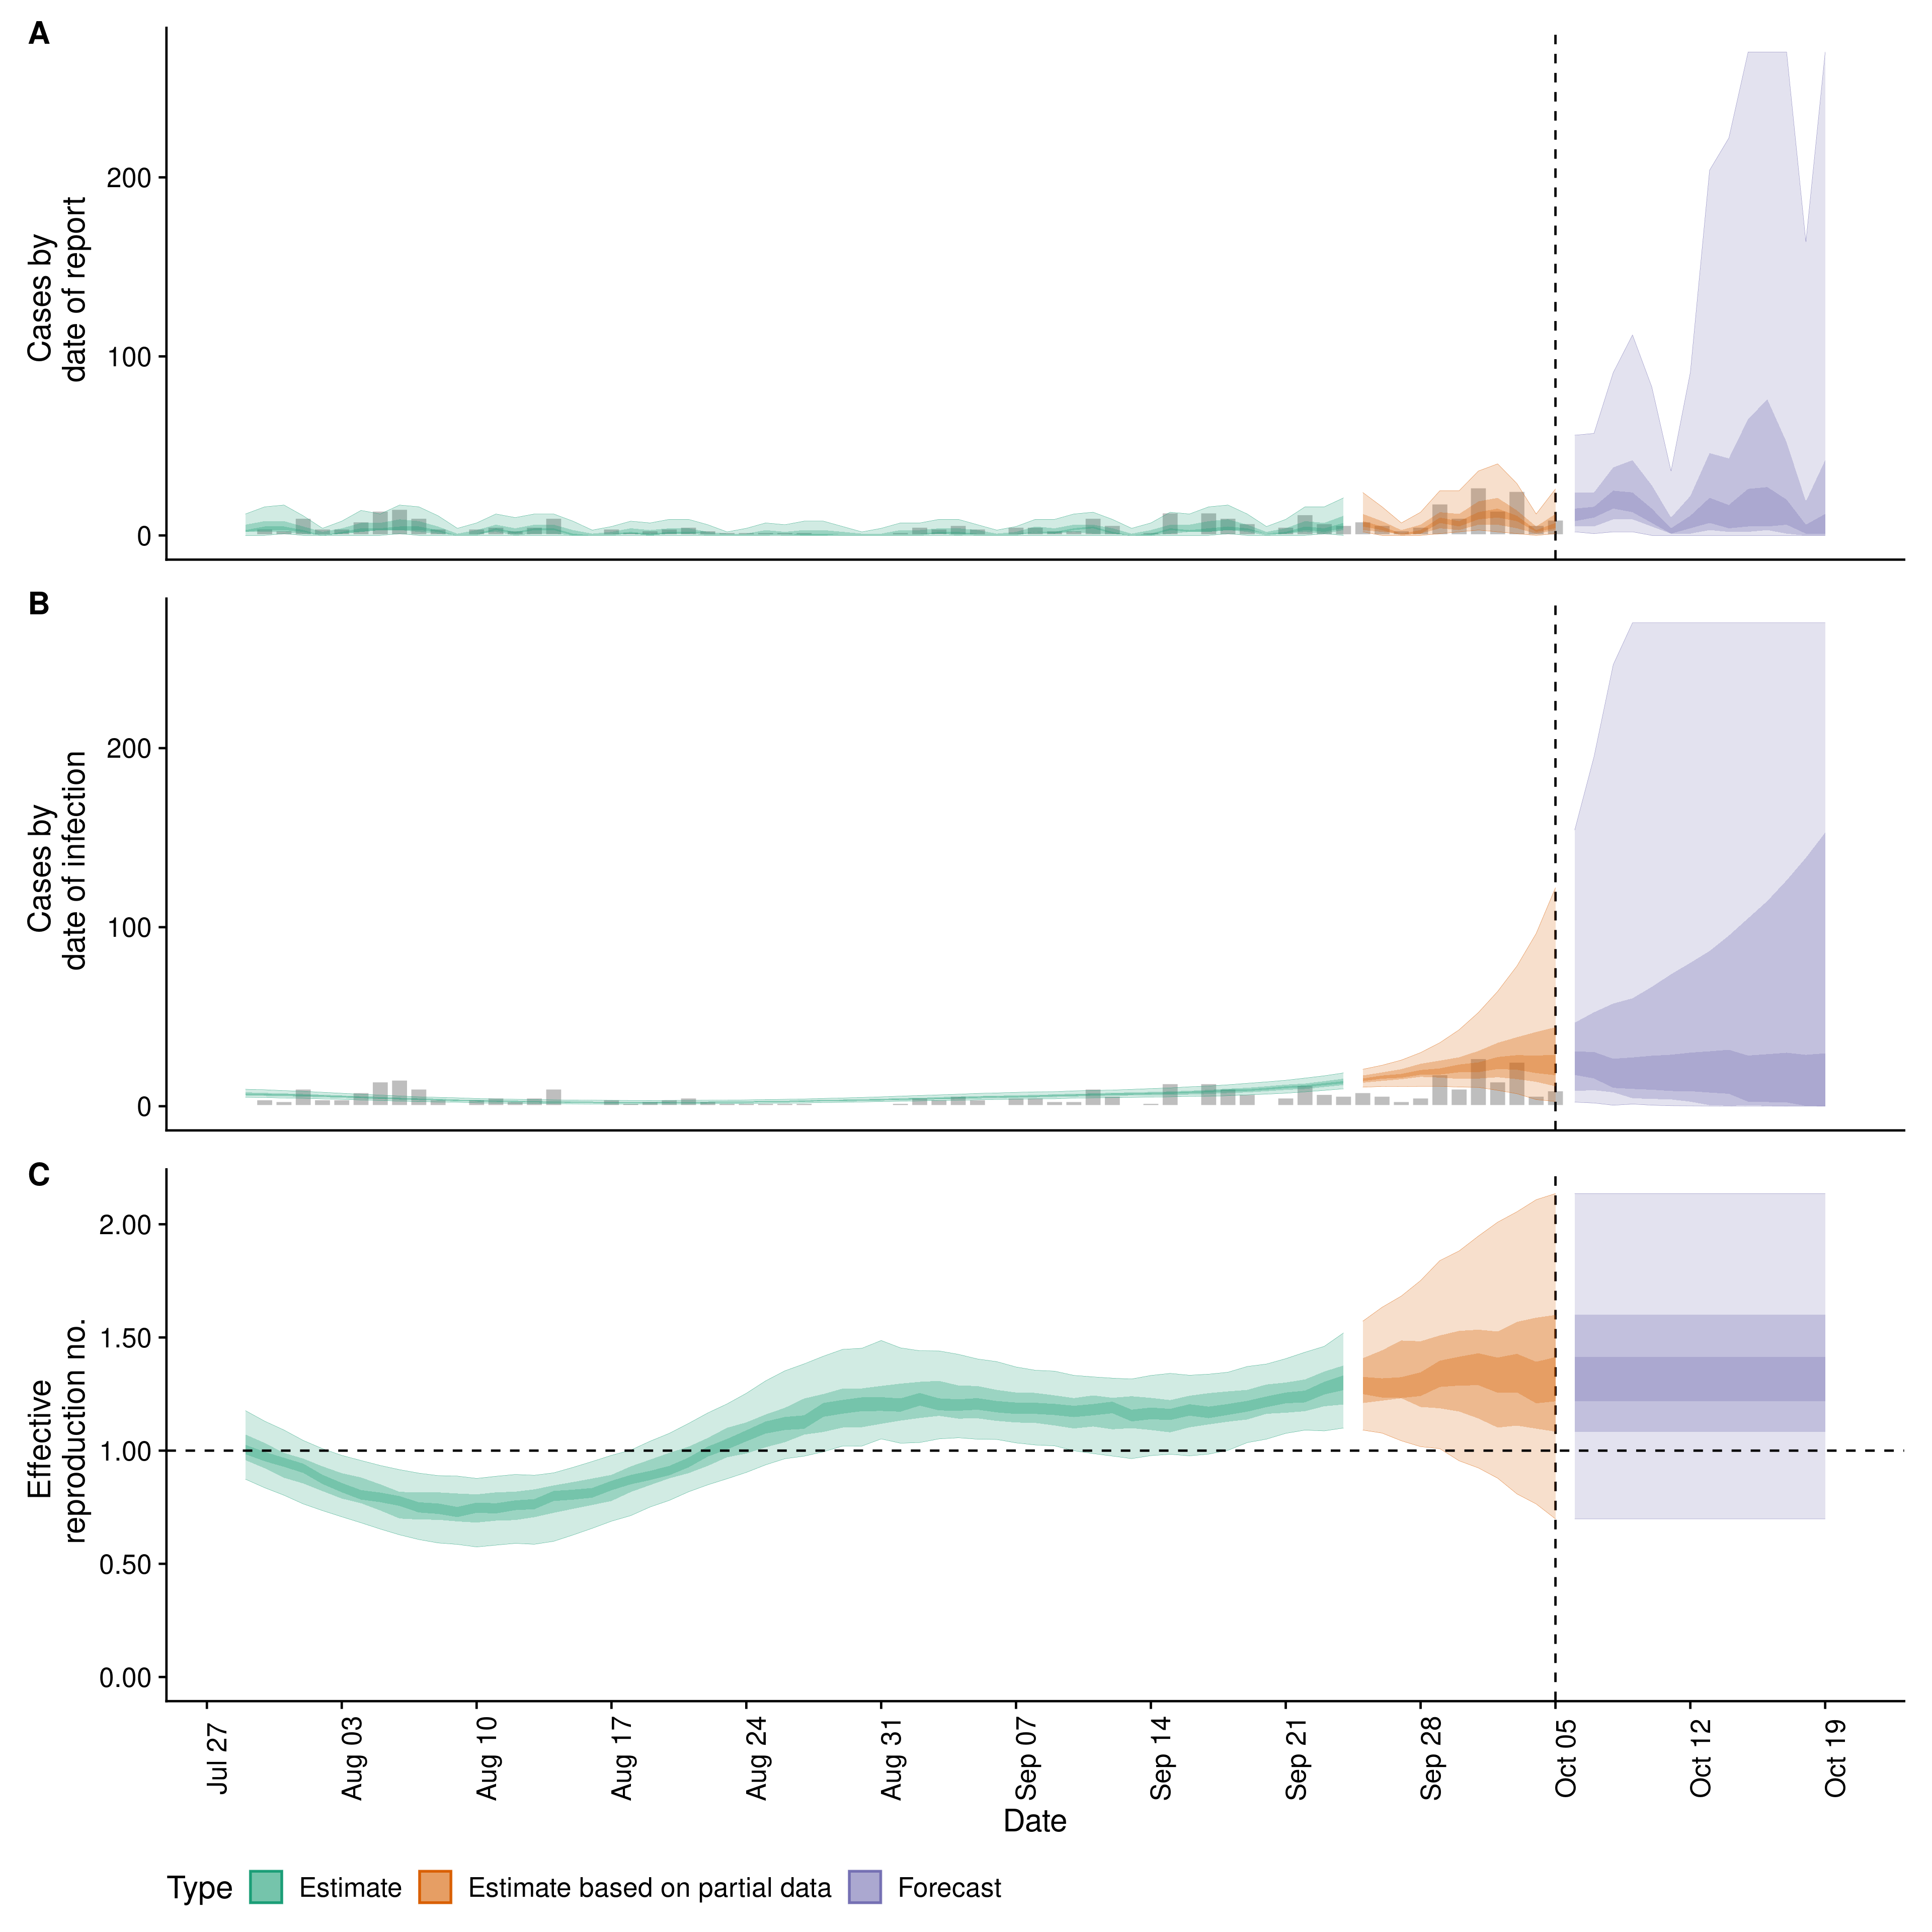 A
Cases by
date of report
200
100
0
B
Cases by
date of infection
200
100
0
C
Effective
reproduction no.
2.00
1.50
1.00
0.50
0.00
Jul 27
Aug 03
Aug 10
Aug 17
Aug 24
Aug 31
Sep 07
Sep 14
Sep 21
Sep 28
Oct 05
Oct 12
Oct 19
Date
Type Estimate Estimate based on partial data Forecast